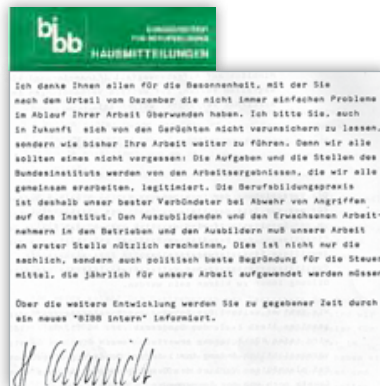 bibb
BUNDESINSTITUT
FÜR BERUFSBILDUNG
HAUSMITTEILUNGEN
Ich danke Ihnen allen für die Besonnenheit, mit der Sie
nach dem Urteil vom Dezember die nicht immer einfachen Probleme
im Ablauf Ihrer Arbeit überwunden haben. Ich bitte Sie, auch
in Zukunft sich von den Gerüchten nicht verunsichern zu lassen,
sondern wie bisher Ihre Arbeit weiter zu führen. Denn wir alle
sollten eines nicht vergessen: Die Aufgaben und die Stellen des
Bundesinstituts werden von den Arbeitsergebnissen, die wir alle
gemeinsam erarbeiten, legitimiert. Die Berufsbildungspraxis
ist deshalb unser bester Verbündeter bei Abwehr von Angriffen
auf das Institut. Den Auszubildenden und den Erwachsenen Arbeit-
nehmern in den Betrieben und den Ausbildern muß unsere Arbeit
an erster Stelle nützlich erscheinen, Dies ist nicht nur die
sachlich, sondern auch politisch beste Begründung für die Steuer
mittel, die jährlich für unsere Arbeit aufgewendet werden müssen
Über die weitere Entwicklung werden Sie zu gegebener Zeit durch
ein neues "BIBB intern" informiert.
H Schmidt